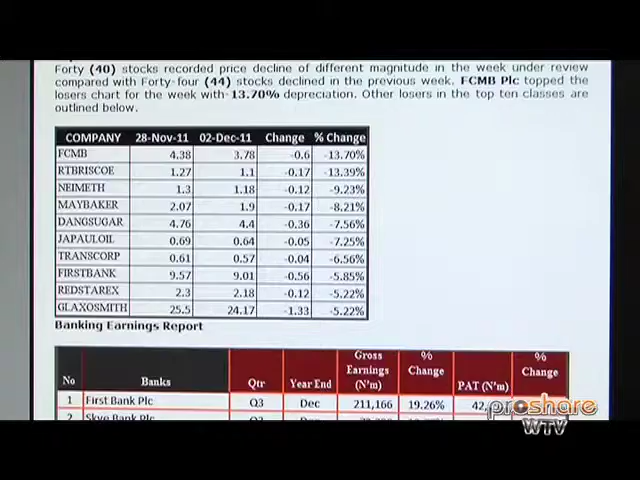 Forty (40) stocks recorded price decline of different magnitude in the week under review
compared with Forty-four (44) stocks declined in the previous week. FCMB Plc topped the
losers chart for the week with-13.70% depreciation. Other losers in the top ten classes are
outlined below.
COMPANY 28-Nov-11 02-Dec-11 Change % Change
FCMB 4.38 3.78 -0.6 -13.70%
RTBRISCOE 1.27 1.1 -0.17 -13.39%
NEIMETH 1.3 1.18 -0.12 -9.23%
MAYBAKER 2.07 1.9 -0.17 -8.21%
DANGSUGAR 4.76 4.4 -0.36 -7.56%
JAPAULOIL 0.69 0.64 -0.05 -7.25%
TRANSCORP 0.61 0.57 -0.04 -6.56%
FIRSTBANK 9.57 9.01 -0.56 -5.85%
REDSTAREX 2.3 2.18 -0.12 -5.22%
GLAXOSMITH 25.5 24.17 -1.33 -5.22%
Banking Earnings Report
No Banks Qtr Year End Gross Earnings (N'm) % Change PAT (N'm) % Change
1 First Bank Plc Q3 Dec 211,166 19.26% 42,
2 Skye Bank Plc Q3
proshare
WTV